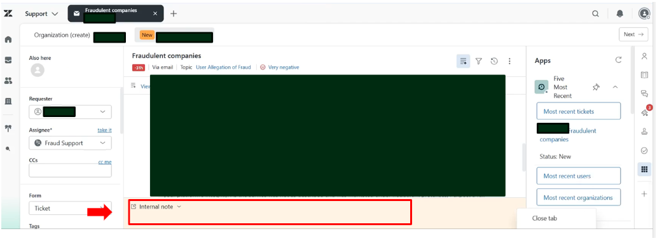 Support
Fraudulent
companies
Organization (create)
New
Next
Also here
Requester
Assignee*
take it
Fraud Support
CCs
cc me
Form
Ticket
Tags
Fraudulent companies
Via email
Topic
User Allegation of Fraud
Very negative
View
Internal note
Apps
Five
Most
Recent
Most recent tickets
raudulent
companies
Status: New
Most recent users
Most recent organizations
Close tab